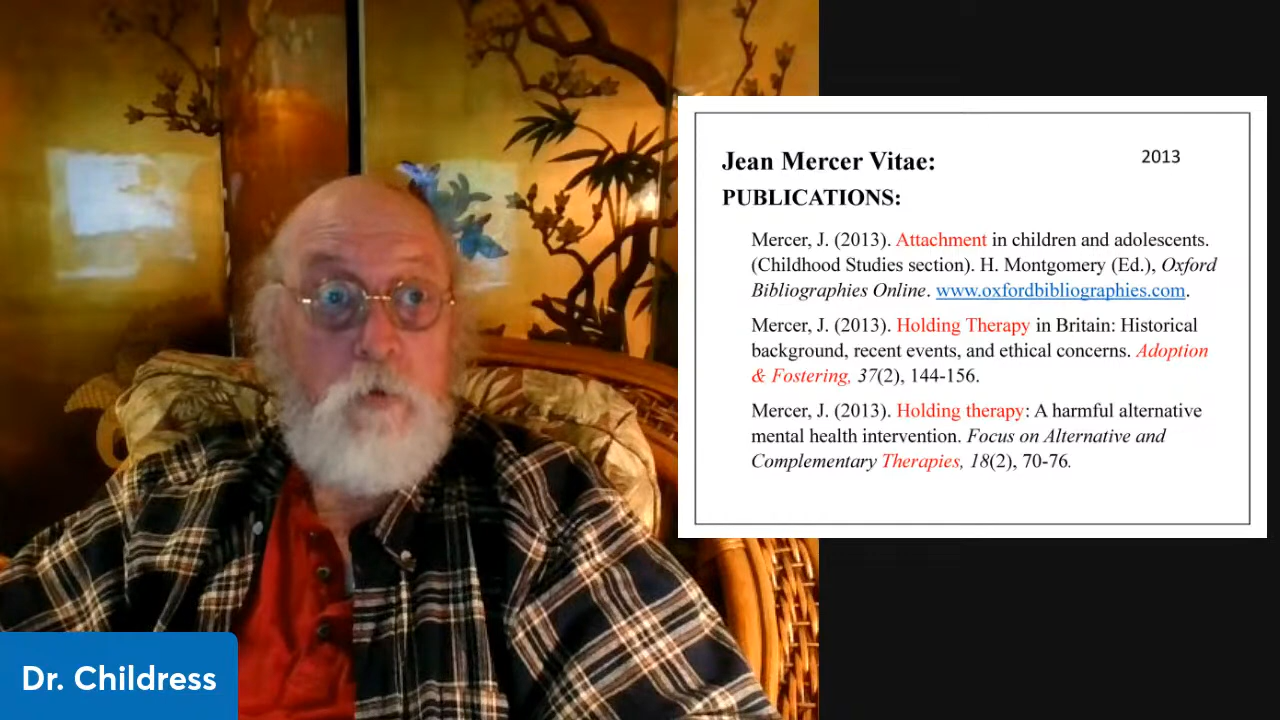 Jean Mercer Vitae:
2013
PUBLICATIONS:
Mercer, J. (2013). Attachment in children and adolescents.
(Childhood Studies section). H. Montgomery (Ed.), Oxford
Bibliographies Online. www.oxfordbibliographies.com.
Mercer, J. (2013). Holding Therapy in Britain: Historical
background, recent events, and ethical concerns. Adoption
& Fostering, 37(2), 144-156.
Mercer, J. (2013). Holding therapy: A harmful alternative
mental health intervention. Focus on Alternative and
Complementary Therapies, 18(2), 70-76.
Dr. Childress